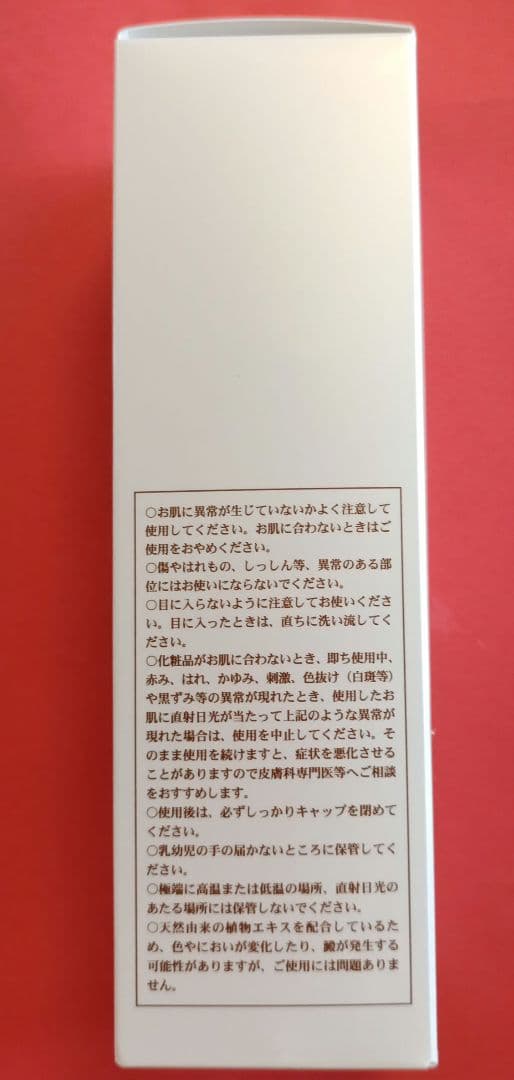 ○お肌に異常が生じていないかよく注意して
使用してください。お肌に合わないときはご
使用をおやめください。
○傷やはれもの、しっしん等、異常のある部
位にはお使いにならないでください。
○目に入らないように注意してお使いくださ
い。目に入ったときは、直ちに洗い流してく
ださい。
○化粧品がお肌に合わないとき、即ち使用中、
赤み、はれ、かゆみ、刺激、色抜け（白斑等）
や黒ずみ等の異常が現れたとき、使用したお
肌に直射日光が当たって上記のような異常が
現れた場合は、使用を中止してください。そ
のまま使用を続けますと、症状を悪化させる
ことがありますので皮膚科専門医等へご相談
をおすすめします。
○使用後は、必ずしっかりキャップを閉めて
ください。
○乳幼児の手の届かないところに保管してく
ださい。
○極端に高温または低温の場所、直射日光の
あたる場所には保管しないでください。
○天然由来の植物エキスを配合しているた
め、色やにおいが変化したり、澱が発生する
可能性がありますが、ご使用には問題ありま
せん。